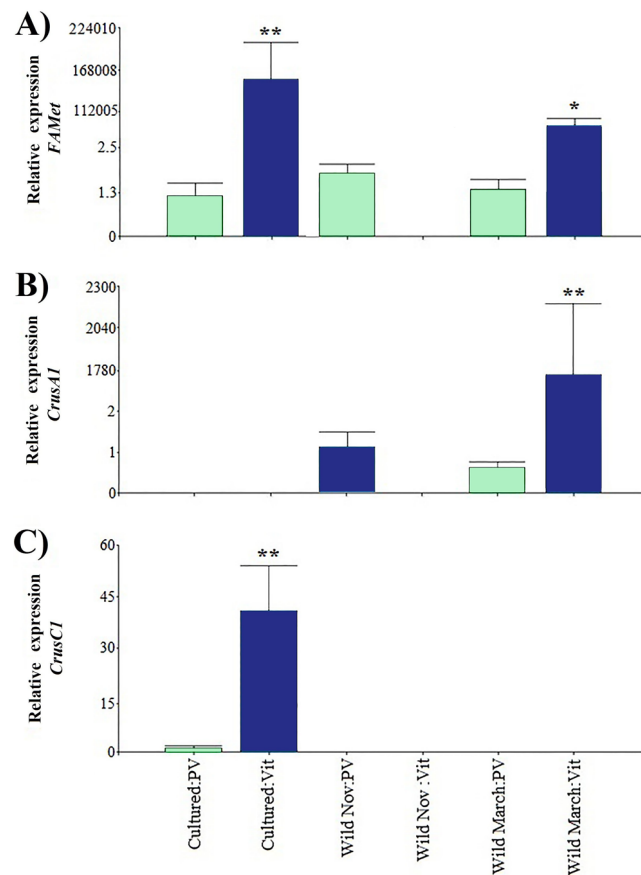 A)
Relative expression
FAMet
224010
168008
112005
2.5
1.3
0
**
*
B)
Relative expression
CrusA1
2300
2040
1780
2
1
0
**
C)
Relative expression
CrusC1
60
45
30
15
0
**
Cultured:PV
Cultured:Vit
Wild Nov:PV
Wild Nov :Vit
Wild March:PV
Wild March:Vit